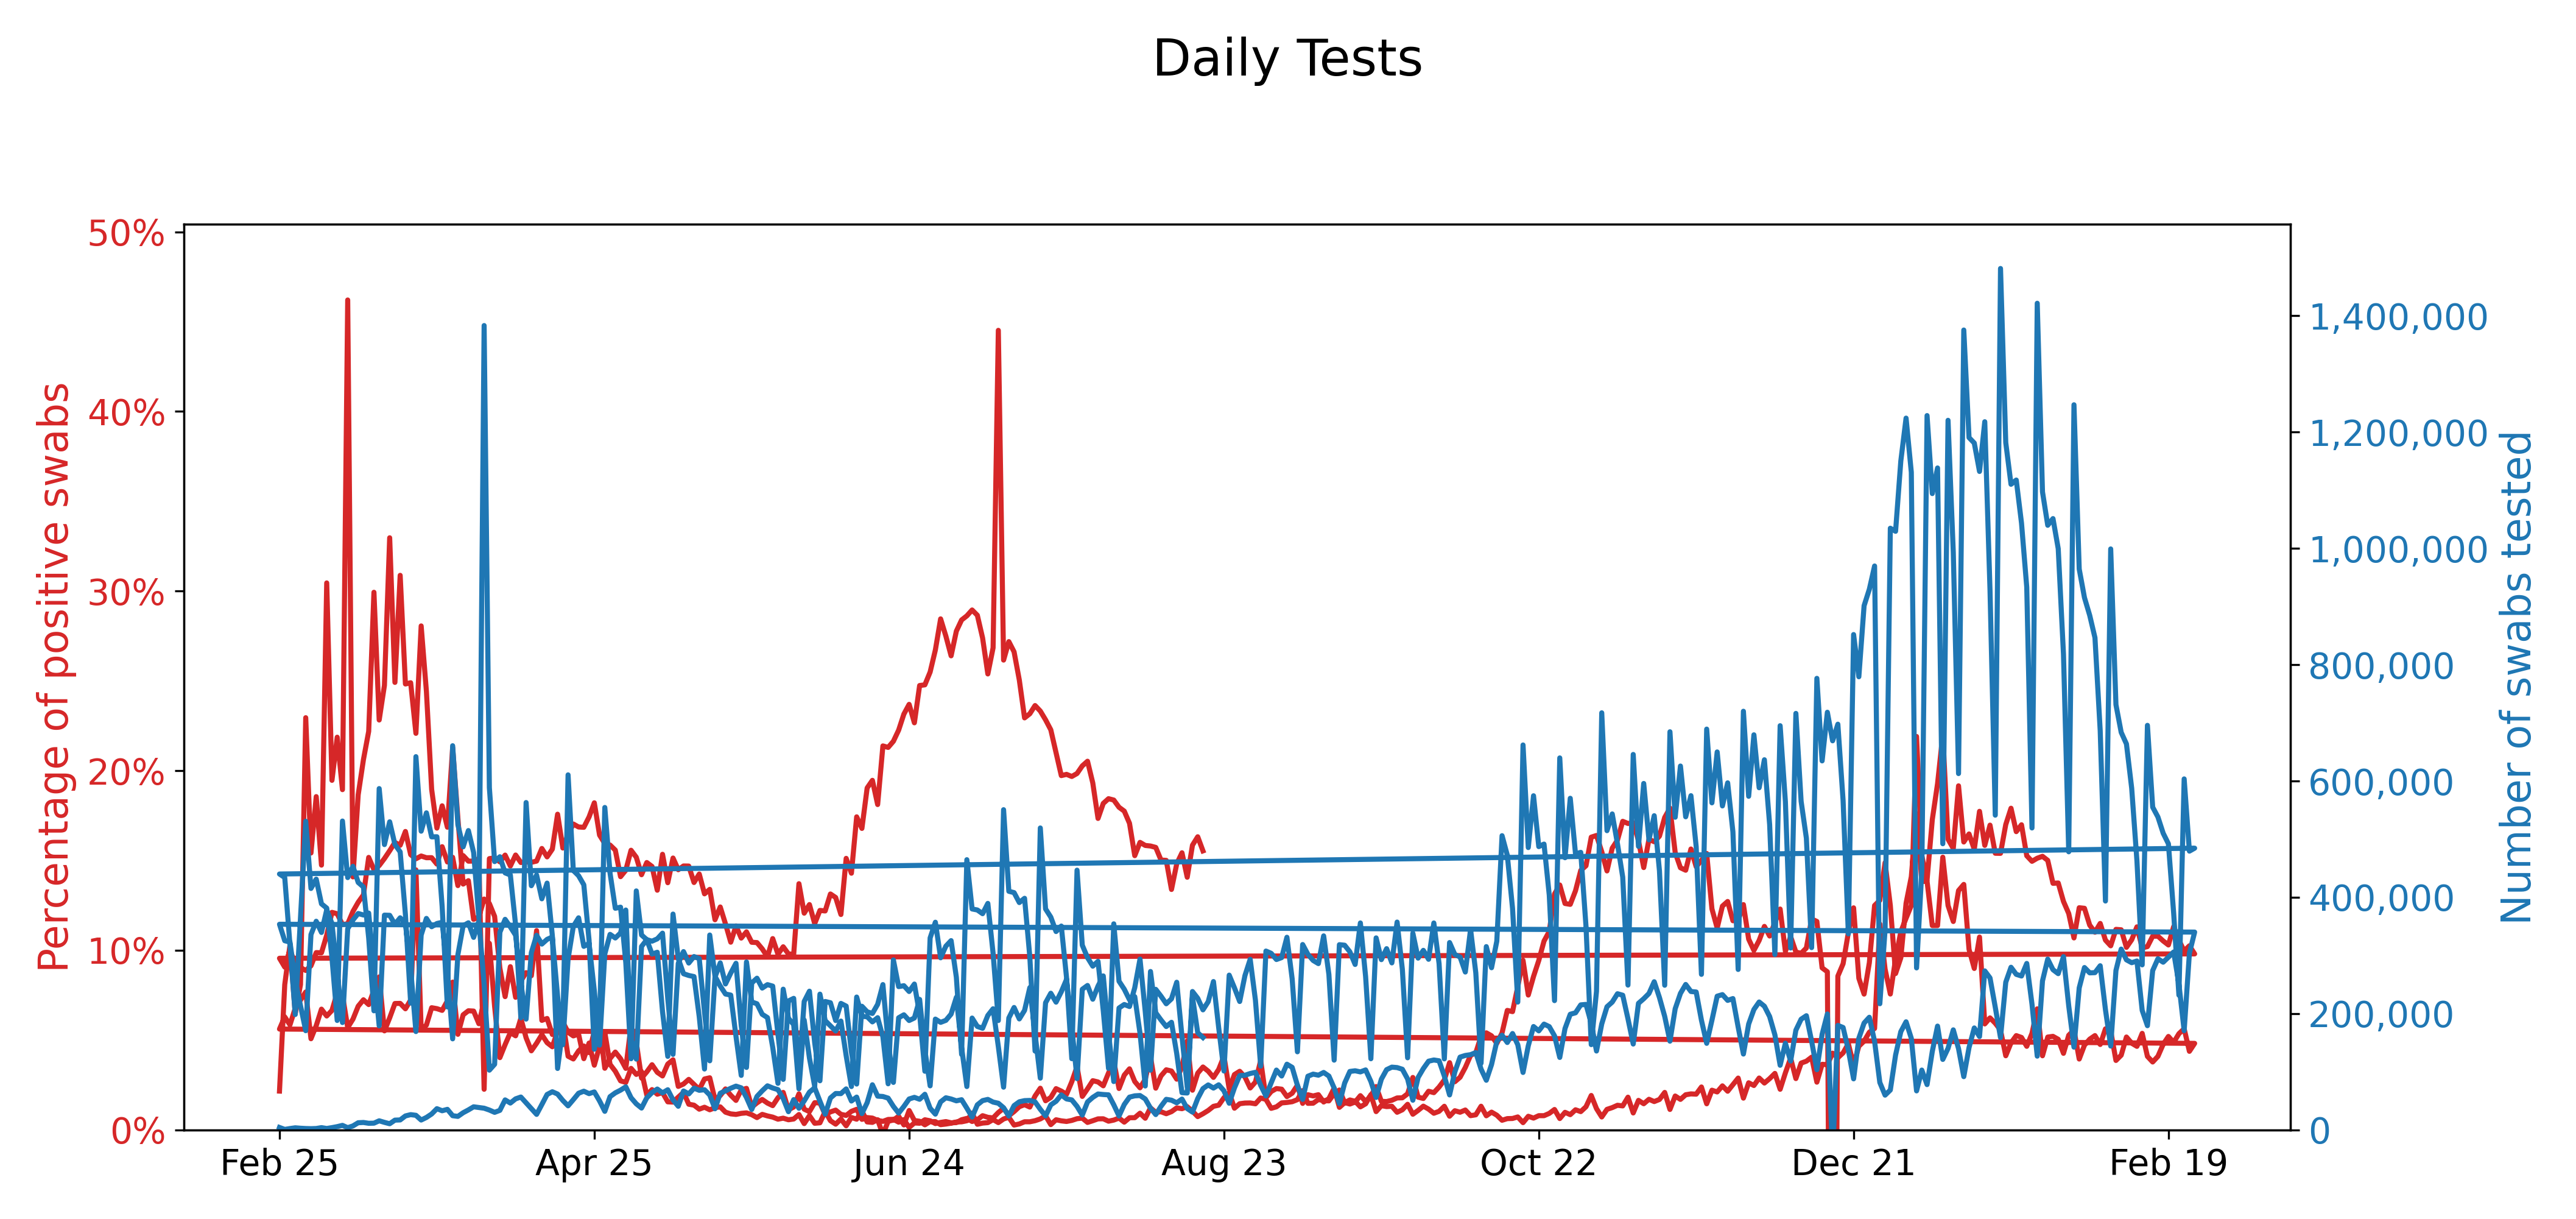 Daily Tests
50%
40%
30%
20%
10%
0%
Percentage of positive swabs
1,400,000
1,200,000
1,000,000
800,000
600,000
400,000
200,000
0
Number of swabs tested
Feb 25
Apr 25
Jun 24
Aug 23
Oct 22
Dec 21
Feb 19